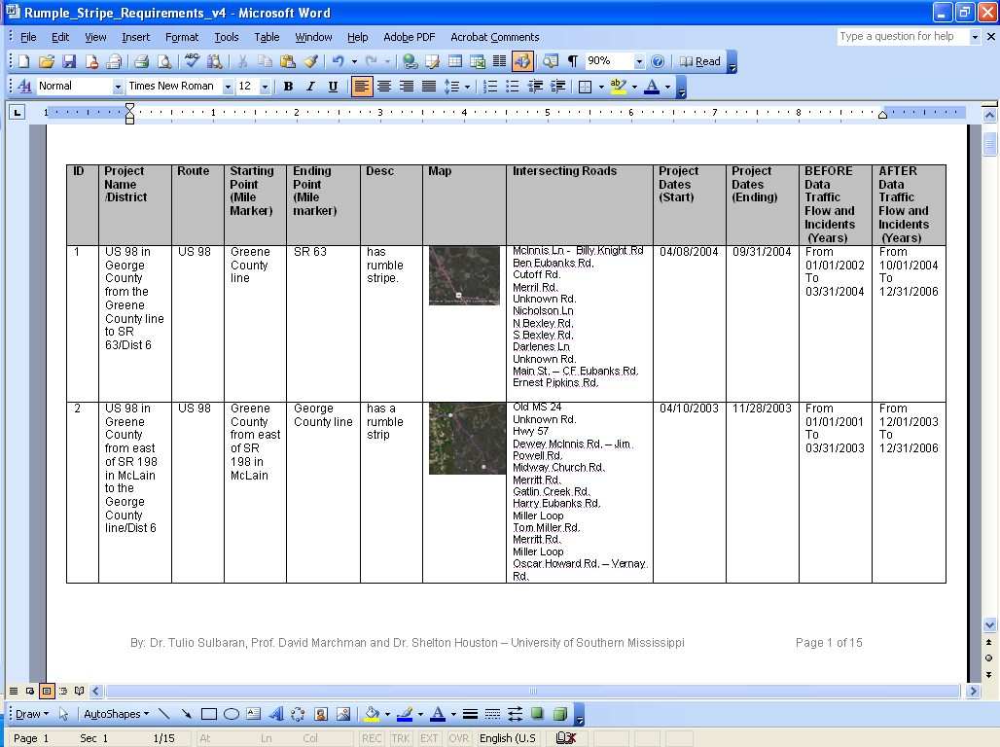 Rumple_Stripe_Requirements_v4 - Microsoft Word
File Edit View Insert Format Tools Table Window Help Adobe PDF Acrobat Comments
Type a question for help
90%
Read
Normal
Times New Roman
12
B I U
1 1 2 3 4 5 6 7 8
ID
Project
Name
/District
Route
Starting
Point
(Mile
Marker)
Ending
Point
(Mile
marker)
Desc
Map
Intersecting Roads
Project
Dates
(Start)
Project
Dates
(Ending)
BEFORE
Data
Traffic
Flow and
Incidents
(Years)
AFTER
Data
Traffic
Flow and
Incidents
(Years)
1
US 98 in
George
County
from the
Greene
County line
to SR
63/Dist 6
US 98
Greene
County
line
SR 63
has
rumble
stripe.
McInnis Ln - Billy Knight Rd
Ben Eubanks Rd.
Cutoff Rd.
Merril Rd.
Unknown Rd.
Nicholson Ln
N Bexley Rd.
S Bexley Rd.
Darlenes Ln
Unknown Rd.
Main St. – CF Eubanks Rd.
Ernest Pipkins Rd.
04/08/2004
09/31/2004
From
01/01/2002
To
03/31/2004
From
10/01/2004
To
12/31/2006
2
US 98 in
Greene
County
from east
of SR 198
in McLain
to the
George
County
line/Dist 6
US 98
Greene
County
from east
of SR
198 in
McLain
George
County line
has a
rumble
strip
Old MS 24
Unknown Rd.
Hwy 57
Dewey McInnis Rd. – Jim
Powell Rd.
Midway Church Rd.
Merritt Rd.
Gatlin Creek Rd.
Harry Eubanks Rd.
Miller Loop
Tom Miller Rd.
Merritt Rd.
Miller Loop
Oscar Howard Rd. – Vernay
Rd.
04/10/2003
11/28/2003
From
01/01/2001
To
03/31/2003
From
12/01/2003
To
12/31/2006
By: Dr. Tulio Sulbaran, Prof. David Marchman and Dr. Shelton Houston – University of Southern Mississippi
Page 1 of 15
Draw
AutoShapes
Page 1 Sec 1 1/15 At Ln Col REC TRK EXT OVR English (U.S